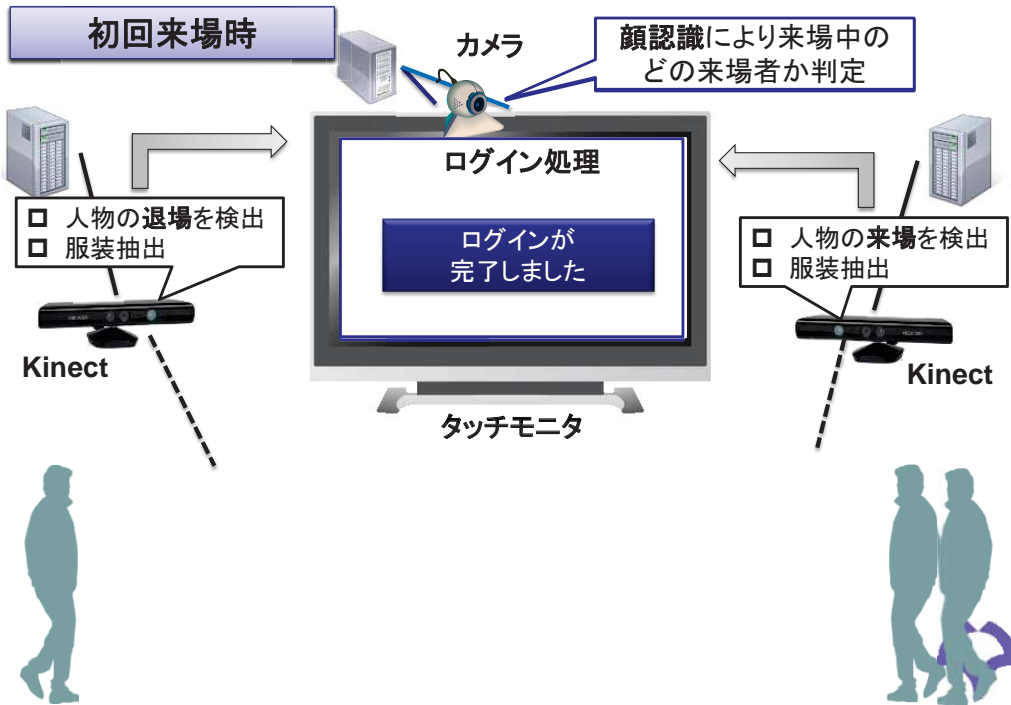 初回来場時
カメラ
顔認識により来場中の
どの来場者か判定
ログイン処理
ログインが
完了しました
人物の退場を検出
服装抽出
人物の来場を検出
服装抽出
Kinect
Kinect
タッチモニタ